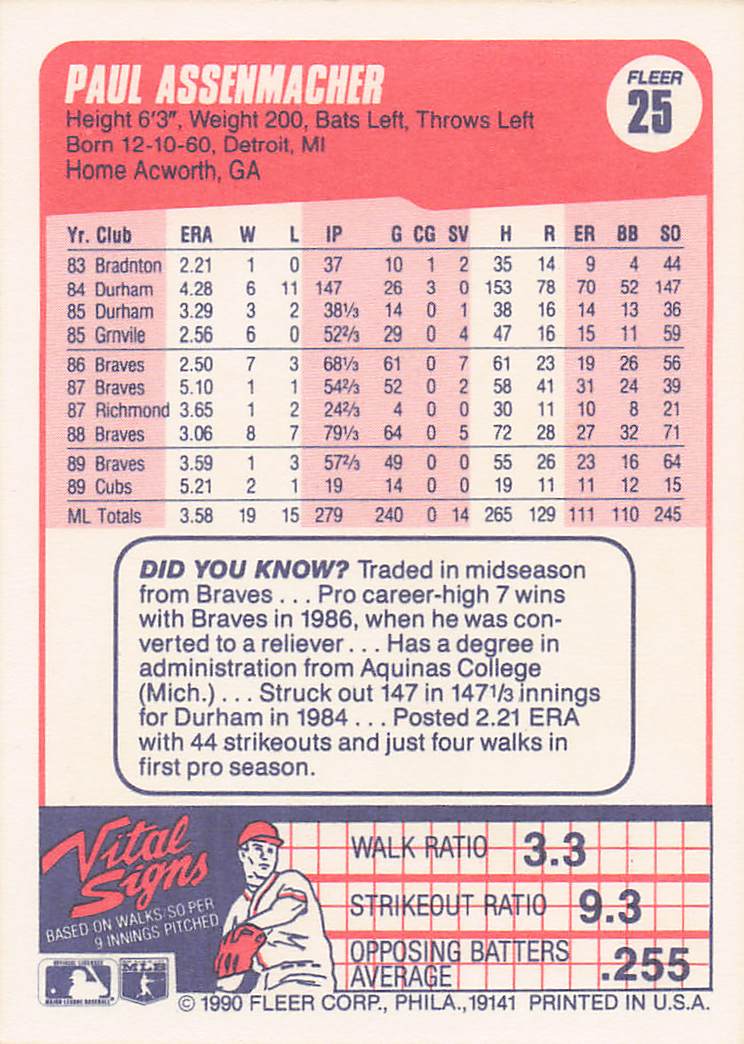 PAUL ASSENMACHER
FLEER
25
Height 6'3", Weight 200, Bats Left, Throws Left
Born 12-10-60, Detroit, MI
Home Acworth, GA
Yr. Club ERA W L IP G CG SV H R ER BB SO
83 Bradnton 2.21 1 0 37 10 1 2 35 14 9 4 44
84 Durham 4.28 6 11 147 26 3 0 153 78 70 52 147
85 Durham 3.29 3 2 38⅓ 14 0 1 38 16 14 13 36
85 Grnvile 2.56 6 0 52⅔ 29 0 4 47 16 15 11 59
86 Braves 2.50 7 3 68⅓ 61 0 7 61 23 19 26 56
87 Braves 5.10 1 1 54⅔ 52 0 2 58 41 31 24 39
87 Richmond 3.65 1 2 24⅔ 4 0 0 30 11 10 8 21
88 Braves 3.06 8 7 79⅓ 64 0 5 72 28 27 32 71
89 Braves 3.59 1 3 57⅔ 49 0 0 55 26 23 16 64
89 Cubs 5.21 2 1 19 14 0 0 19 11 11 12 15
ML Totals 3.58 19 15 279 240 0 14 265 129 111 110 245
DID YOU KNOW? Traded in midseason
from Braves . . . Pro career-high 7 wins
with Braves in 1986, when he was con-
verted to a reliever . . . Has a degree in
administration from Aquinas College
(Mich.) . . . Struck out 147 in 147⅓ innings
for Durham in 1984 . . . Posted 2.21 ERA
with 44 strikeouts and just four walks in
first pro season.
Vital
Signs
BASED ON WALKS/SO PER
9 INNINGS PITCHED
WALK RATIO 3.3
STRIKEOUT RATIO 9.3
OPPOSING BATTERS
AVERAGE .255
OFFICIAL LICENSEE
MAJOR LEAGUE BASEBALL
MLB
© 1990 FLEER CORP., PHILA., 19141 PRINTED IN U.S.A.